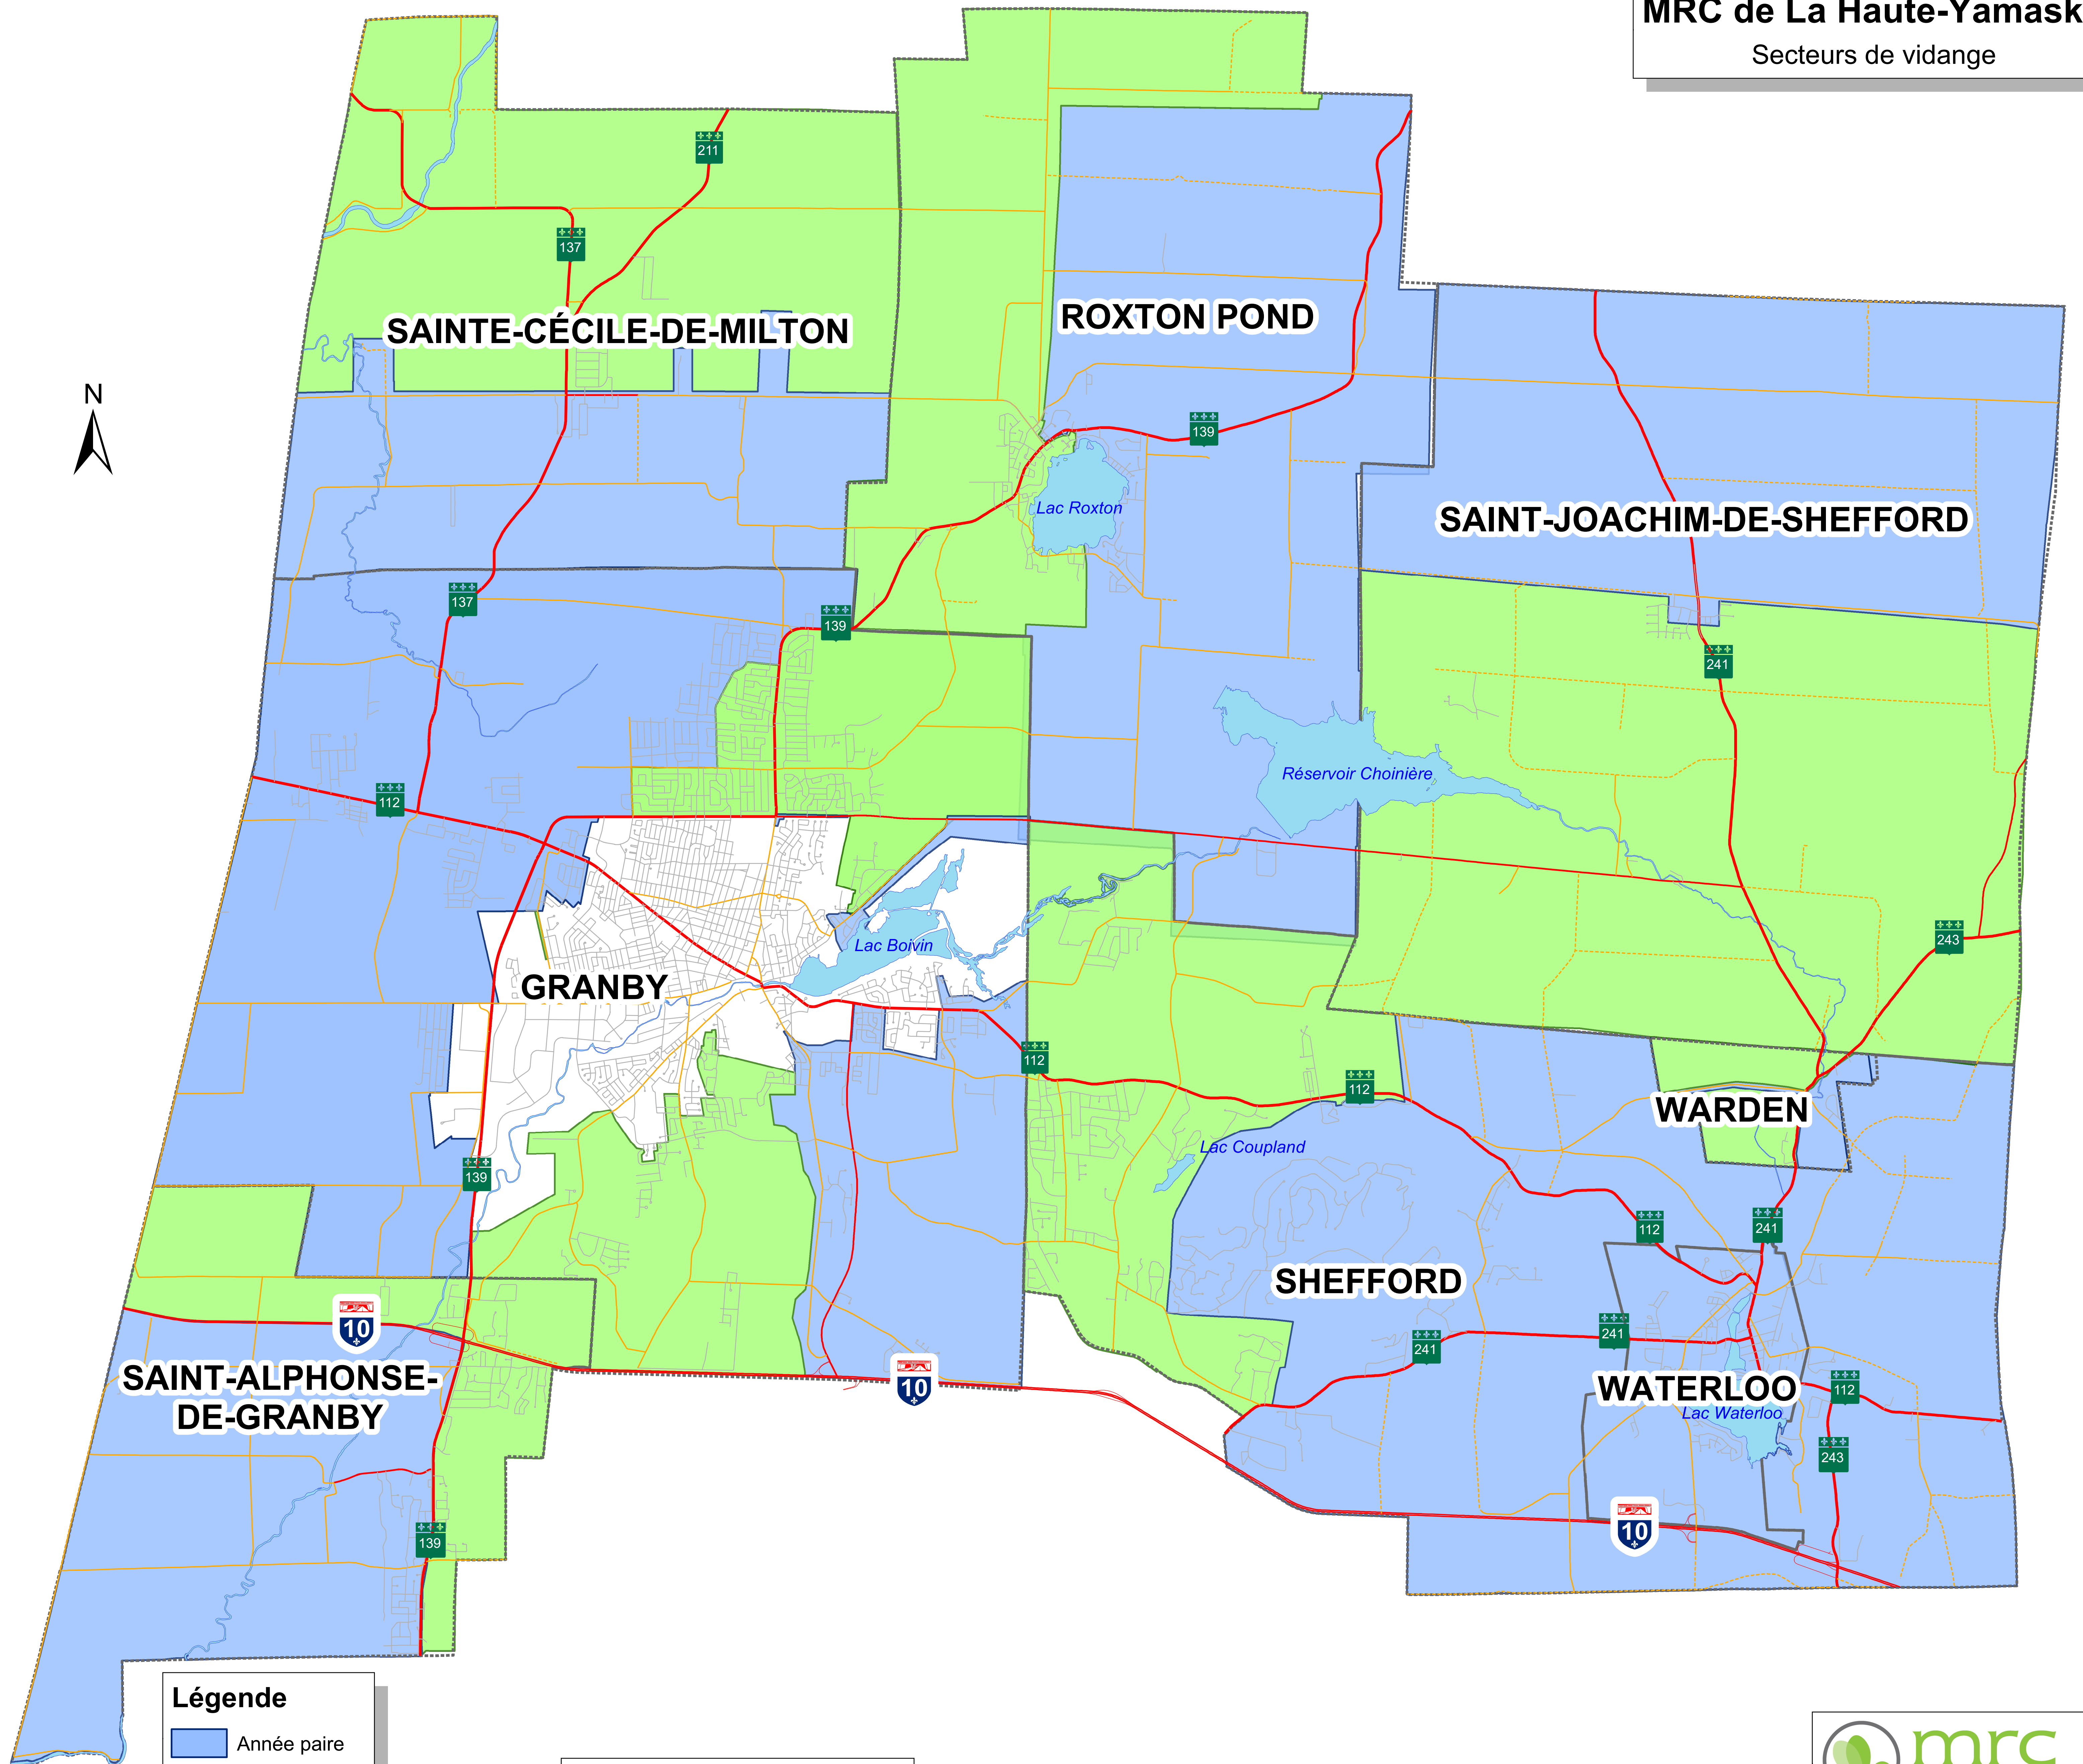 MRC de La Haute-Yamask
Secteurs de vidange
N
211
137
SAINTE-CÉCILE-DE-MILTON
ROXTON POND
139
Lac Roxton
SAINT-JOACHIM-DE-SHEFFORD
137
139
241
112
Réservoir Choinière
Lac Boivin
243
GRANBY
112
112
WARDEN
Lac Coupland
139
112
241
SHEFFORD
10
241
241
SAINT-ALPHONSE-
DE-GRANBY
10
WATERLOO
112
Lac Waterloo
243
10
139
Légende
Année paire
mrc